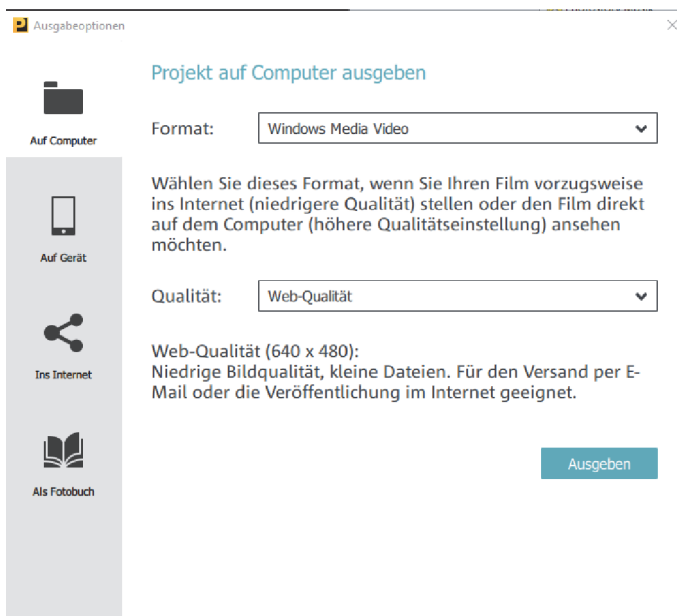 Ausgabeoptionen
Projekt auf Computer ausgeben
Auf Computer
Format:
Windows Media Video
Wählen Sie dieses Format, wenn Sie Ihren Film vorzugsweise
ins Internet (niedrigere Qualität) stellen oder den Film direkt
auf dem Computer (höhere Qualitätseinstellung) ansehen
möchten.
Auf Gerät
Qualität:
Web-Qualität
Web-Qualität (640 x 480):
Niedrige Bildqualität, kleine Dateien. Für den Versand per E-
Mail oder die Veröffentlichung im Internet geeignet.
Ins Internet
Ausgeben
Als Fotobuch